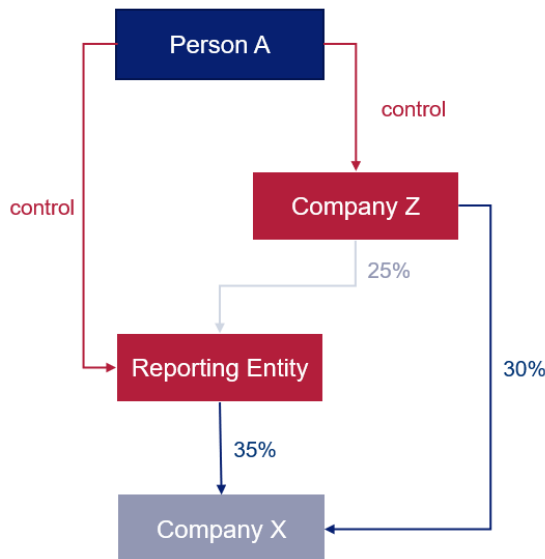 Person A
control
control
Company Z
25%
Reporting Entity
30%
35%
Company X